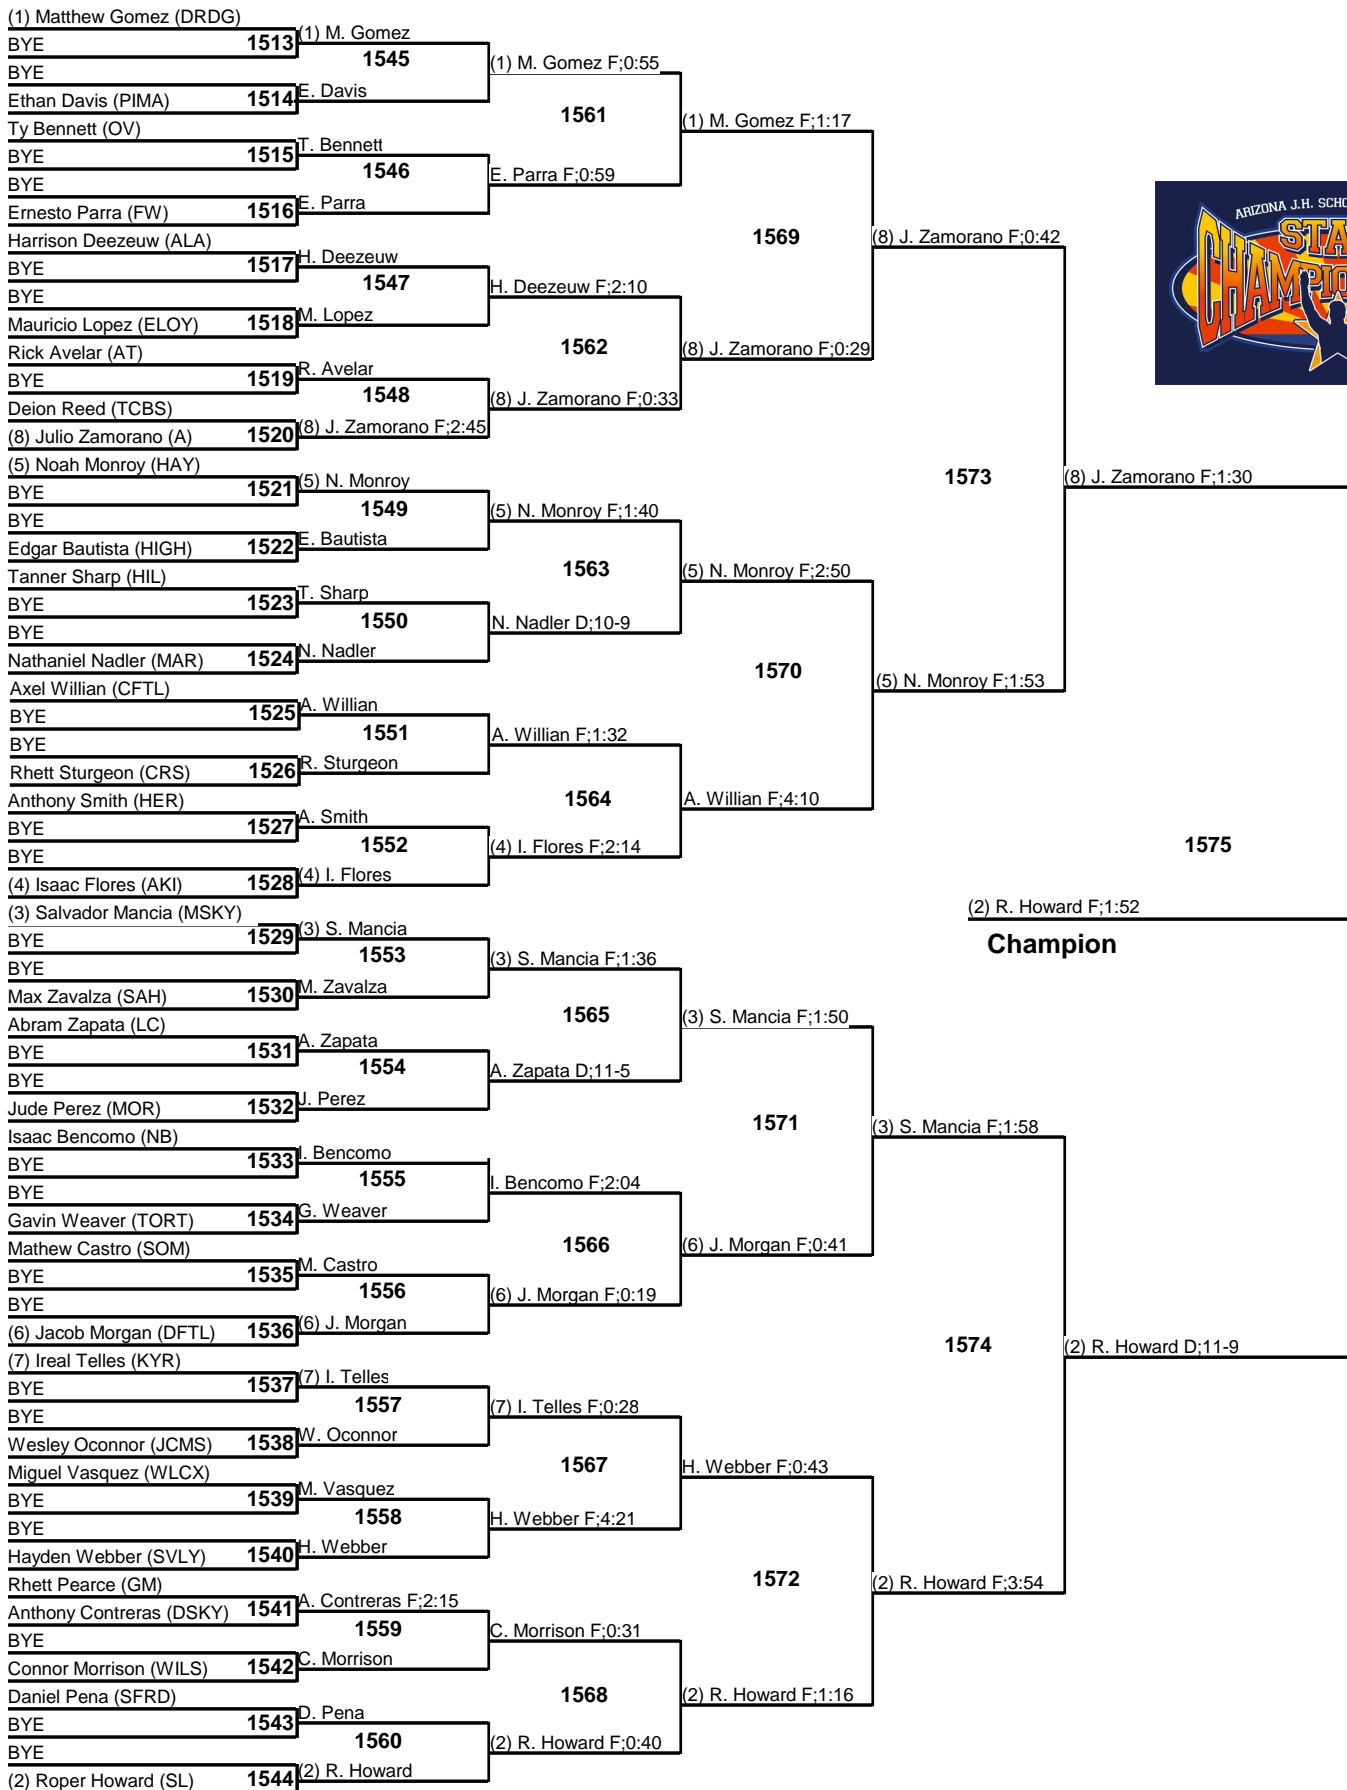 (1) Matthew Gomez (DRDG)
BYE
1513
BYE
Ethan Davis (PIMA)
1514
Ty Bennett (OV)
BYE
1515
BYE
Ernesto Parra (FW)
1516
Harrison Deezeuw (ALA)
BYE
1517
BYE
Mauricio Lopez (ELOY)
1518
Rick Avelar (AT)
BYE
1519
Deion Reed (TCBS)
(8) Julio Zamorano (A)
1520
(5) Noah Monroy (HAY)
BYE
1521
BYE
Edgar Bautista (HIGH)
1522
Tanner Sharp (HIL)
BYE
1523
BYE
Nathaniel Nadler (MAR)
1524
Axel Willian (CFTL)
BYE
1525
BYE
Rhett Sturgeon (CRS)
1526
Anthony Smith (HER)
BYE
1527
BYE
(4) Isaac Flores (AKI)
1528
(3) Salvador Mancia (MSKY)
BYE
1529
BYE
Max Zavalza (SAH)
1530
Abram Zapata (LC)
BYE
1531
BYE
Jude Perez (MOR)
1532
Isaac Bencomo (NB)
BYE
1533
BYE
Gavin Weaver (TORT)
1534
Mathew Castro (SOM)
BYE
1535
BYE
(6) Jacob Morgan (DFTL)
1536
(7) Ireal Telles (KYR)
BYE
1537
BYE
Wesley Oconnor (JCMS)
1538
Miguel Vasquez (WLCX)
BYE
1539
BYE
Hayden Webber (SVLY)
1540
Rhett Pearce (GM)
Anthony Contreras (DSKY)
1541
BYE
Connor Morrison (WILS)
1542
Daniel Pena (SFRD)
BYE
1543
BYE
(2) Roper Howard (SL)
1544
(1) M. Gomez
1545
E. Davis
T. Bennett
1546
E. Parra
H. Deezeuw
1547
M. Lopez
R. Avelar
1548
(8) J. Zamorano F;2:45
(5) N. Monroy
1549
E. Bautista
T. Sharp
1550
N. Nadler
A. Willian
1551
R. Sturgeon
A. Smith
1552
(4) I. Flores
(3) S. Mancia
1553
M. Zavalza
A. Zapata
1554
J. Perez
I. Bencomo
1555
G. Weaver
M. Castro
1556
(6) J. Morgan
(7) I. Telles
1557
W. Oconnor
M. Vasquez
1558
H. Webber
A. Contreras F;2:15
1559
C. Morrison
D. Pena
1560
(2) R. Howard
(1) M. Gomez F;0:55
1561
E. Parra F;0:59
H. Deezeuw F;2:10
1562
(8) J. Zamorano F;0:33
(5) N. Monroy F;1:40
1563
N. Nadler D;10-9
A. Willian F;1:32
1564
(4) I. Flores F;2:14
(3) S. Mancia F;1:36
1565
A. Zapata D;11-5
I. Bencomo F;2:04
1566
(6) J. Morgan F;0:19
(7) I. Telles F;0:28
1567
H. Webber F;4:21
C. Morrison F;0:31
1568
(2) R. Howard F;0:40
(1) M. Gomez F;1:17
1569
(8) J. Zamorano F;0:29
(5) N. Monroy F;2:50
1570
A. Willian F;4:10
(3) S. Mancia F;1:50
1571
(6) J. Morgan F;0:41
H. Webber F;0:43
1572
(2) R. Howard F;1:16
(8) J. Zamorano F;0:42
1573
(5) N. Monroy F;1:53
(3) S. Mancia F;1:58
1574
(2) R. Howard F;3:54
ARIZONA J.H. SCHO
STA
CHAMPIO
(8) J. Zamorano F;1:30
1575
(2) R. Howard D;11-9
(2) R. Howard F;1:52
Champion